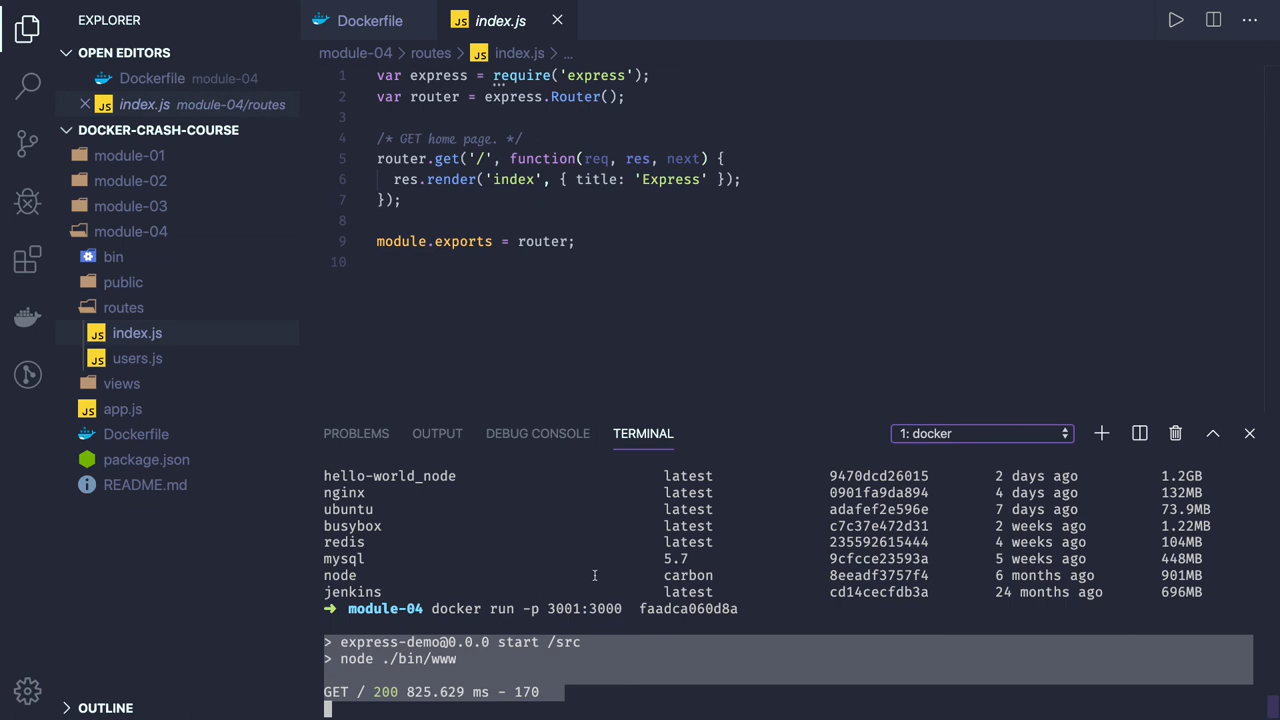 EXPLORER
OPEN EDITORS
Dockerfile module-04
index.js module-04/routes
DOCKER-CRASH-COURSE
module-01
module-02
module-03
module-04
bin
public
routes
JS index.js
JS users.js
views
JS app.js
Dockerfile
package.json
README.md
OUTLINE
Dockerfile
JS index.js
module-04 > routes > JS index.js > ...
1 var express = require('express');
2 var router = express.Router();
3
4 /* GET home page. */
5 router.get('/', function(req, res, next) {
6 res.render('index', { title: 'Express' });
7 });
8
9 module.exports = router;
10
PROBLEMS OUTPUT DEBUG CONSOLE TERMINAL 1: docker
hello-world_node latest 9470dcd26015 2 days ago 1.2GB
nginx latest 0901fa9da894 4 days ago 132MB
ubuntu latest adafef2e596e 7 days ago 73.9MB
busybox latest c7c37e472d31 2 weeks ago 1.22MB
redis latest 235592615444 4 weeks ago 104MB
mysql 5.7 9cfcce23593a 5 weeks ago 448MB
node carbon 8eeadf3757f4 6 months ago 901MB
jenkins latest cd14cecfdb3a 24 months ago 696MB
➜ module-04 docker run -p 3001:3000 faadca060d8a
> express-demo@0.0.0 start /src
> node ./bin/www
GET / 200 825.629 ms - 170